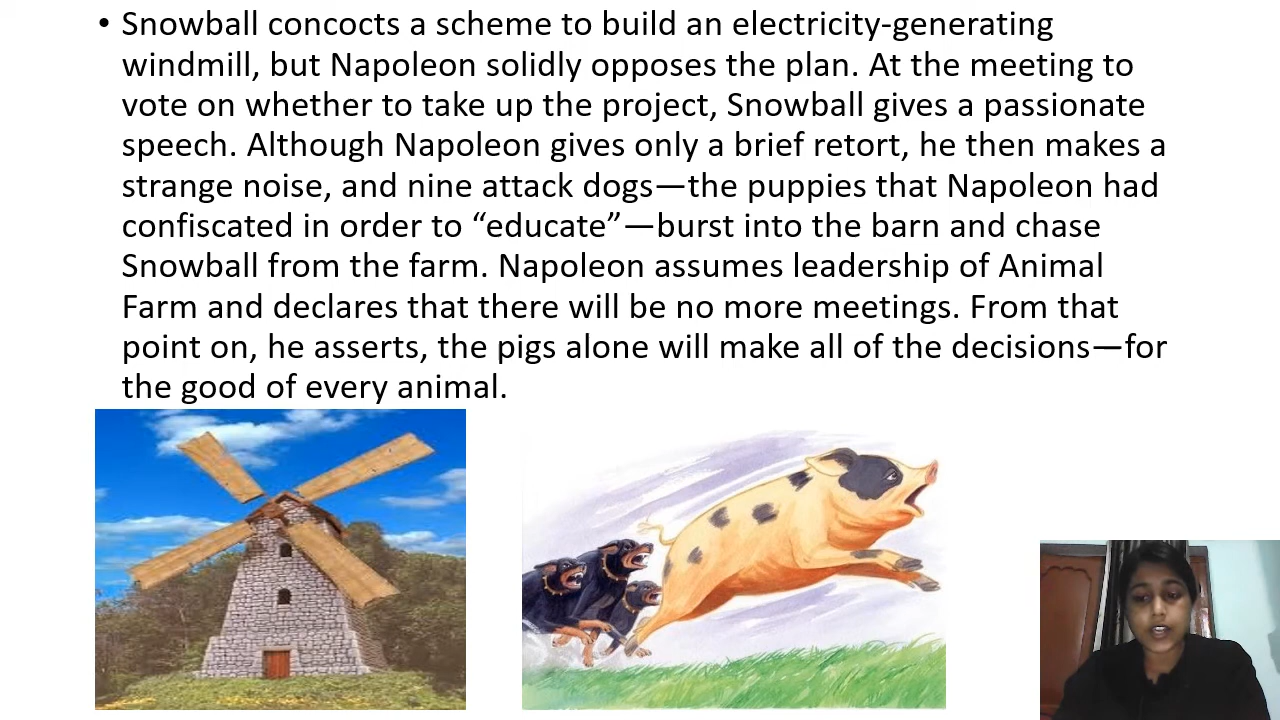 • Snowball concocts a scheme to build an electricity-generating
windmill, but Napoleon solidly opposes the plan. At the meeting to
vote on whether to take up the project, Snowball gives a passionate
speech. Although Napoleon gives only a brief retort, he then makes a
strange noise, and nine attack dogs—the puppies that Napoleon had
confiscated in order to “educate”—burst into the barn and chase
Snowball from the farm. Napoleon assumes leadership of Animal
Farm and declares that there will be no more meetings. From that
point on, he asserts, the pigs alone will make all of the decisions—for
the good of every animal.